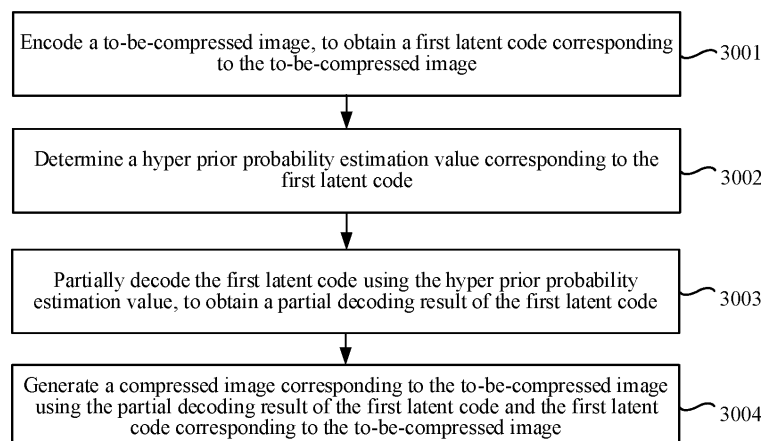 Encode a to-be-compressed image, to obtain a first latent code corresponding
to the to-be-compressed image
3001
Determine a hyper prior probability estimation value corresponding to the
first latent code
3002
Partially decode the first latent code using the hyper prior probability
estimation value, to obtain a partial decoding result of the first latent code
3003
Generate a compressed image corresponding to the to-be-compressed image
using the partial decoding result of the first latent code and the first latent
code corresponding to the to-be-compressed image
3004